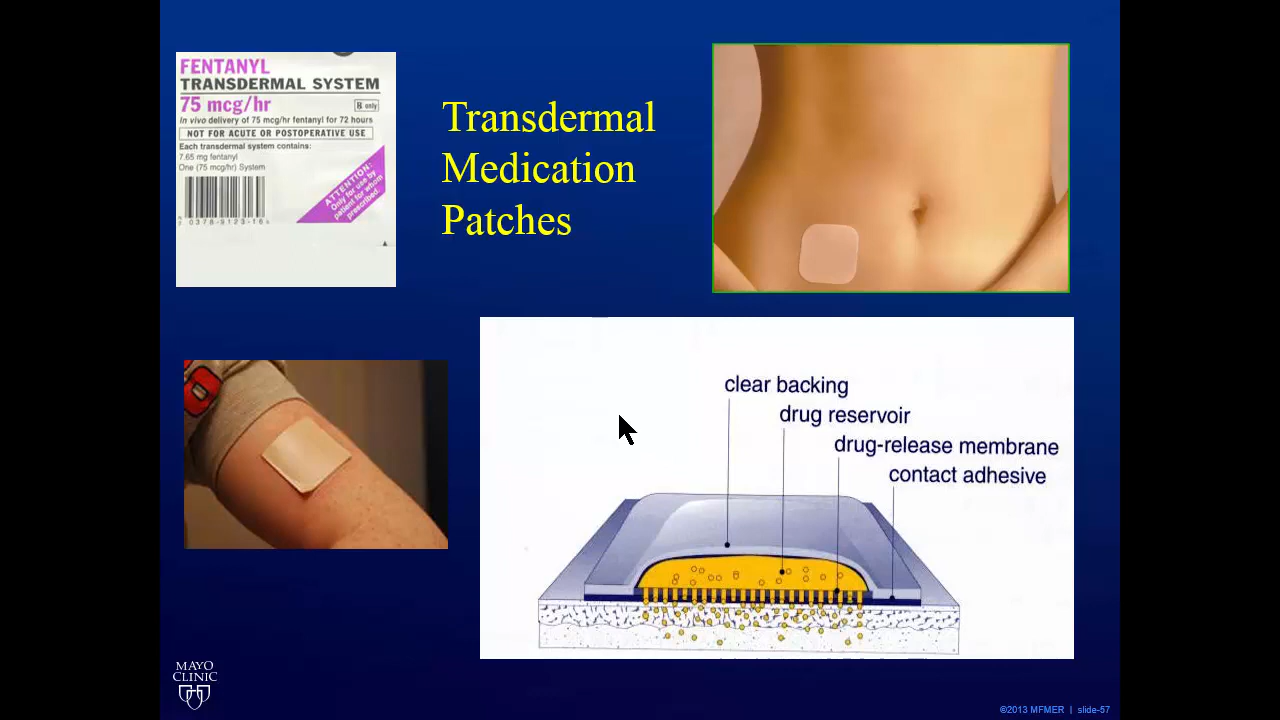 FENTANYL
TRANSDERMAL SYSTEM
75 mcg/hr
℞ only
In vivo delivery of 75 mcg/hr fentanyl for 72 hours
NOT FOR ACUTE OR POSTOPERATIVE USE
Each transdermal system contains:
7.65 mg fentanyl
One (75 mcg/hr) System
ATTENTION:
Only for use by
patient for whom
prescribed.
Transdermal
Medication
Patches
clear backing
drug reservoir
drug-release membrane
contact adhesive
MAYO
CLINIC
©2013 MFMER | slide-57